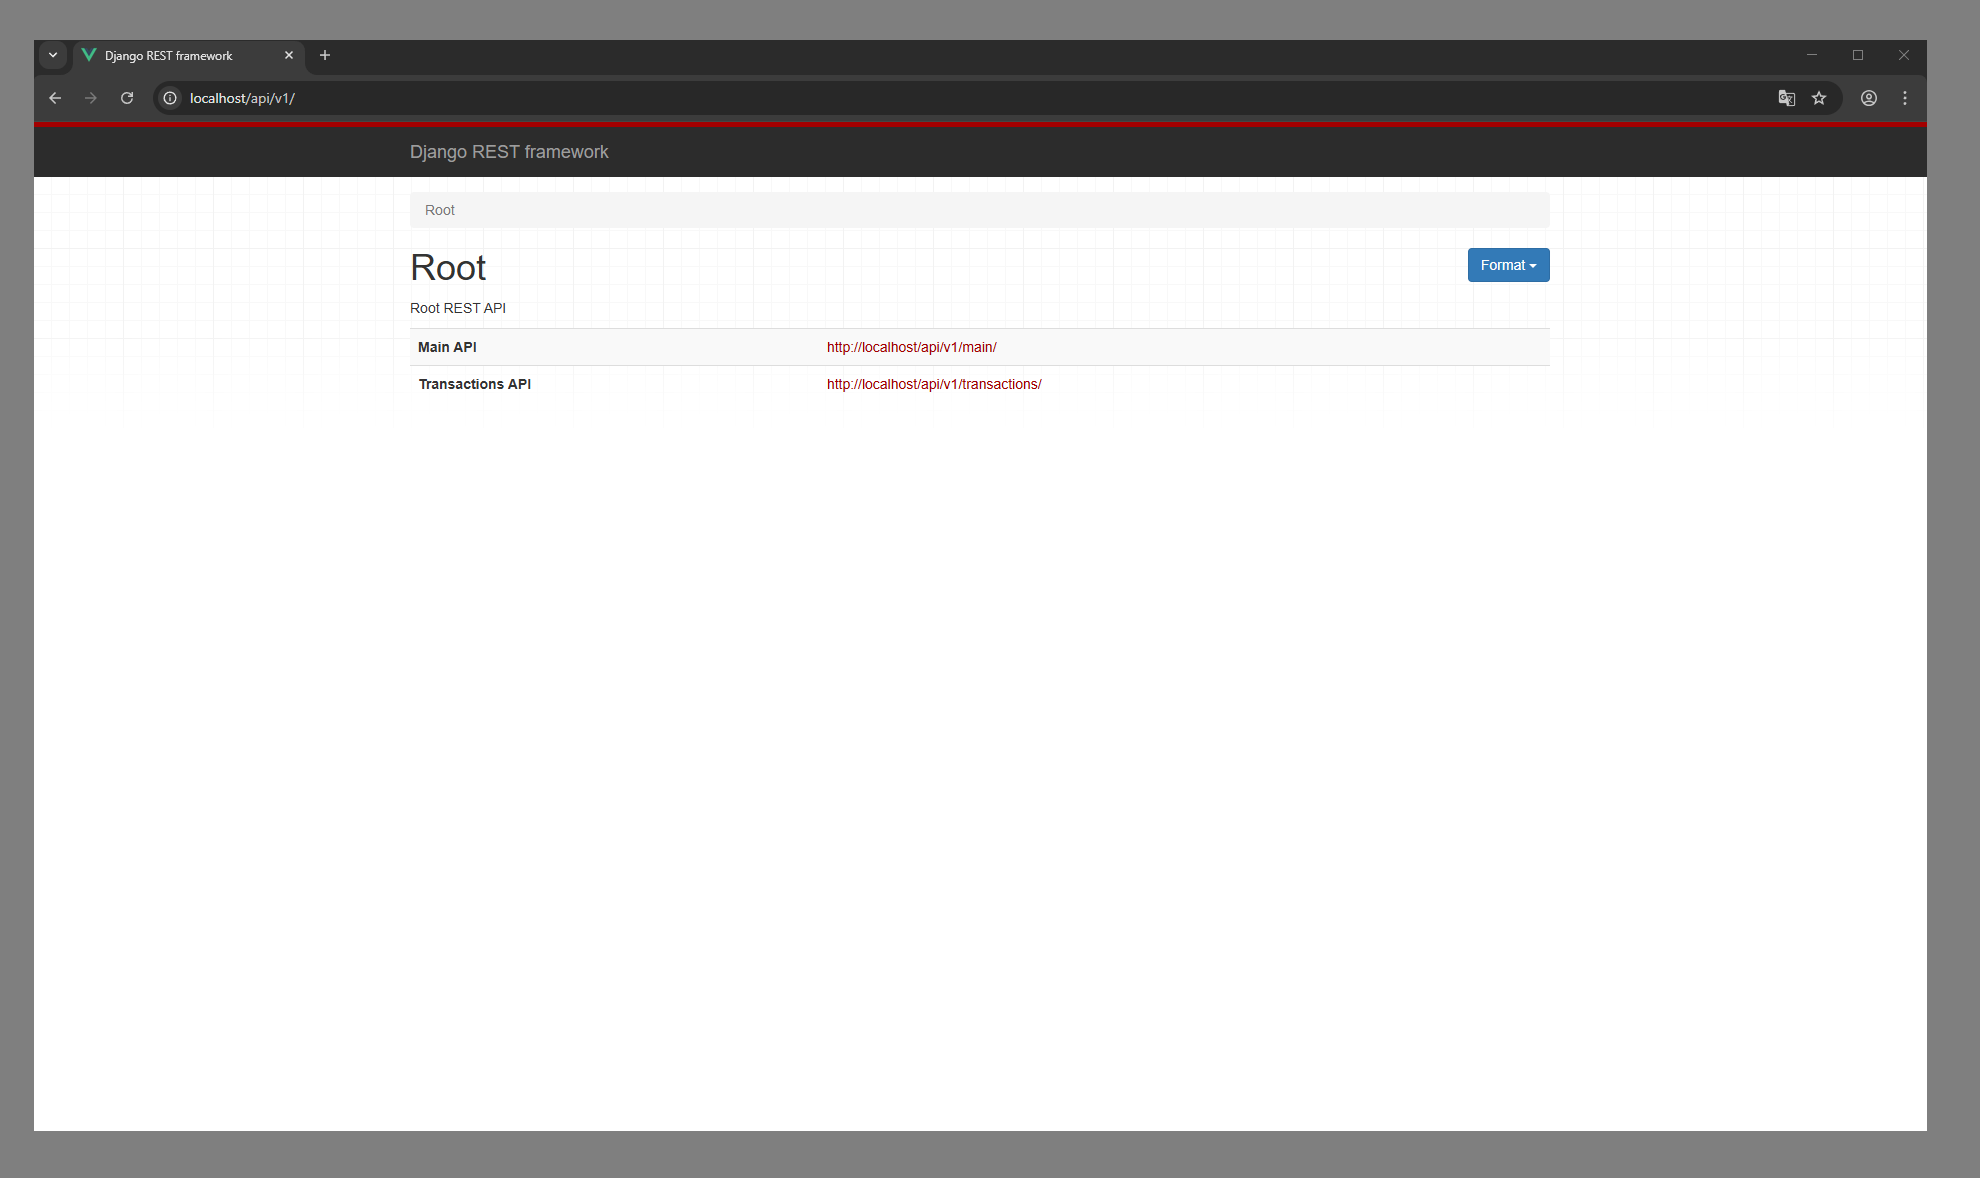 Django REST framework
localhost/api/v1/
Django REST framework
Root
Root
Format
Root REST API
Main API http://localhost/api/v1/main/
Transactions API http://localhost/api/v1/transactions/